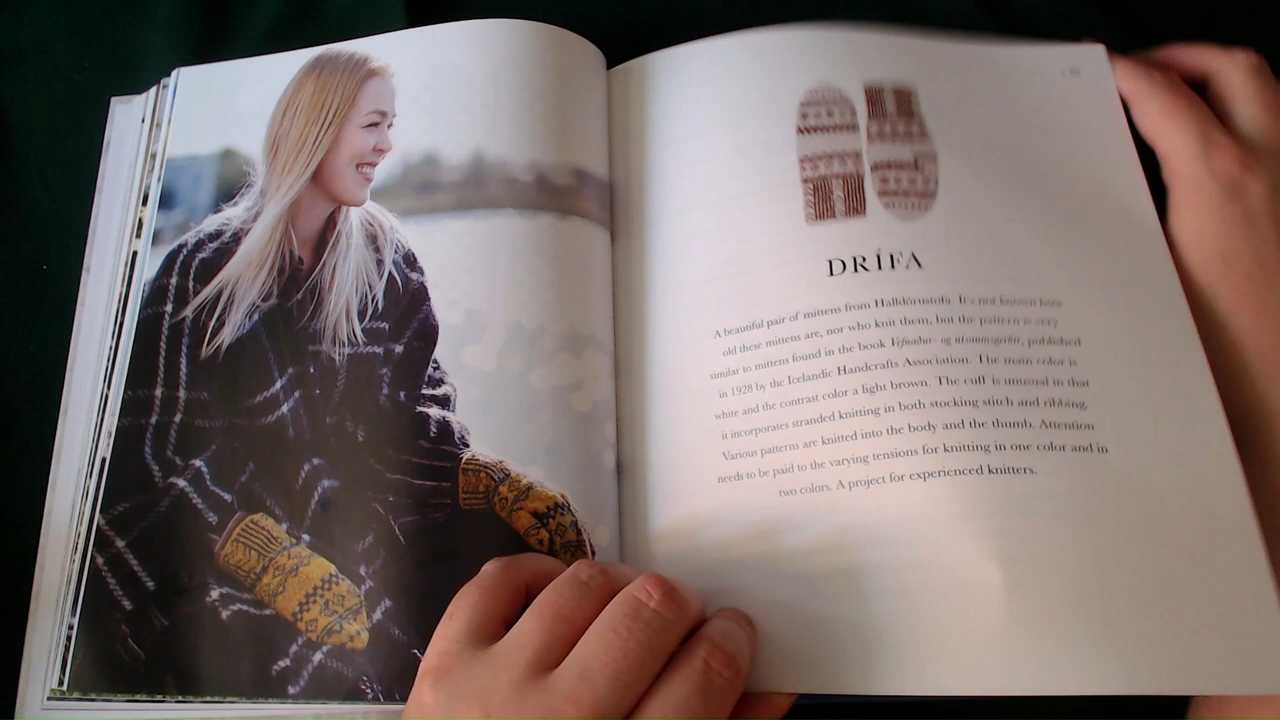 DRÍFA
A beautiful pair of mittens from Halldórustofa. It's not known how
old these mittens are, nor who knit them, but the pattern is very
similar to mittens found in the book Vefnaður- og útsaumsgerðir, published
in 1928 by the Icelandic Handcrafts Association. The main color is
white and the contrast color a light brown. The cuff is unusual in that
it incorporates stranded knitting in both stocking stitch and ribbing.
Various patterns are knitted into the body and the thumb. Attention
needs to be paid to the varying tensions for knitting in one color and in
two colors. A project for experienced knitters.